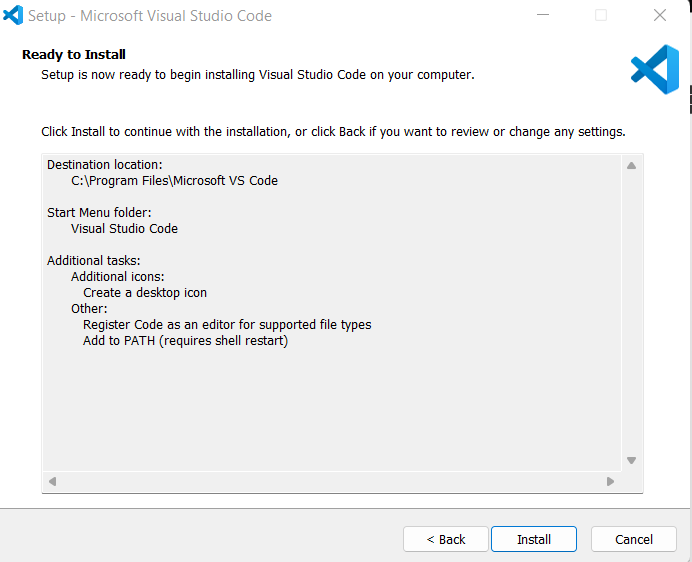 Setup - Microsoft Visual Studio Code
Ready to Install
Setup is now ready to begin installing Visual Studio Code on your computer.
Click Install to continue with the installation, or click Back if you want to review or change any settings.
Destination location:
C:\Program Files\Microsoft VS Code
Start Menu folder:
Visual Studio Code
Additional tasks:
Additional icons:
Create a desktop icon
Other:
Register Code as an editor for supported file types
Add to PATH (requires shell restart)
< Back Install Cancel